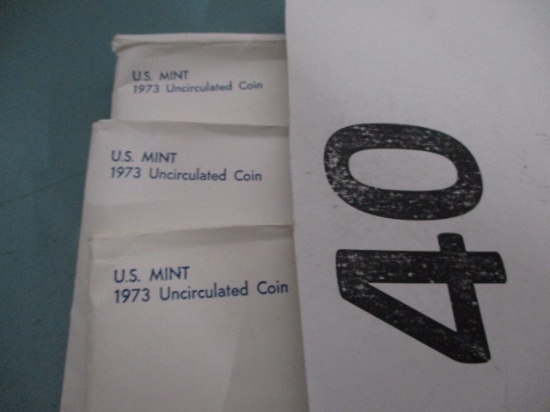 U.S. MINT
1973 Uncirculated Coin
U.S. MINT
1973 Uncirculated Coin
U.S. MINT
1973 Uncirculated Coin
40